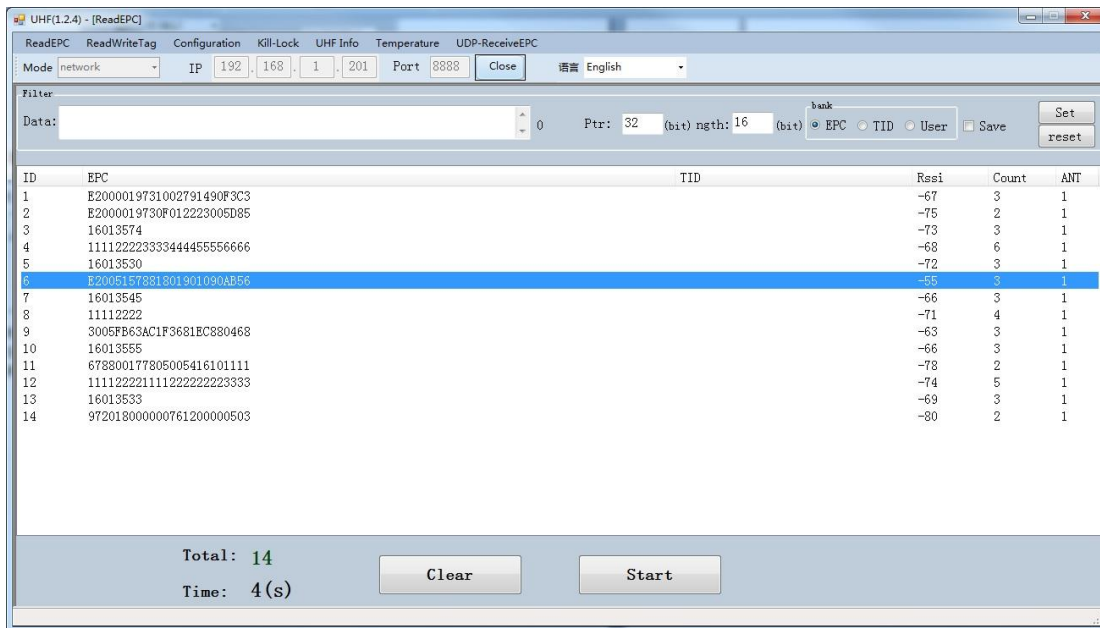 UHF(1.2.4) - [ReadEPC]
ReadEPC ReadWriteTag Configuration Kill-Lock UHF Info Temperature UDP-ReceiveEPC
Mode network IP 192 . 168 . 1 . 201 Port 8888 Close 语言 English
Filter
bank
Data: 0 Ptr: 32 (bit) ngth: 16 (bit) EPC TID User Save Set
reset
ID EPC TID Rssi Count ANT
1 E2000019731002791490F3C3 -67 3 1
2 E2000019730F012223005D85 -75 2 1
3 16013574 -73 3 1
4 111122223333444455556666 -68 6 1
5 16013530 -72 3 1
6 E2005157881801901090AB56 -55 3 1
7 16013545 -66 3 1
8 11112222 -71 4 1
9 3005FB63AC1F3681EC880468 -63 3 1
10 16013555 -66 3 1
11 678800177805005416101111 -78 2 1
12 111122221111222222223333 -74 5 1
13 16013533 -69 3 1
14 972018000000761200000503 -80 2 1
Total: 14
Clear Start
Time: 4(s)